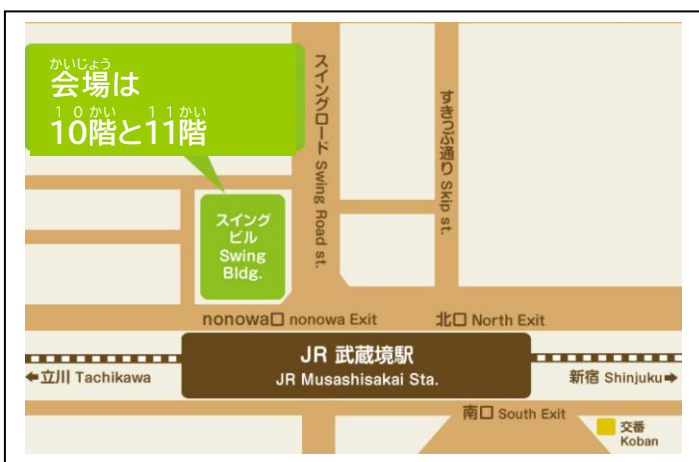 かいじょう
会場は
10かい 11かい
10階と11階
スイングロード Swing Road st.
すきっぷ通り Skip st.
スイング
ビル
Swing
Bldg.
nonowa口 nonowa Exit
北口 North Exit
JR 武蔵境駅
JR Musashisakai Sta.
←立川 Tachikawa
新宿 Shinjuku→
南口 South Exit
交番
Koban